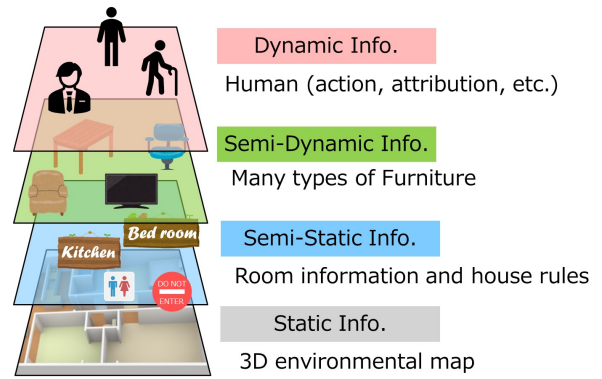 Dynamic Info.
Human (action, attribution, etc.)
Semi-Dynamic Info.
Many types of Furniture
Bed room
Kitchen
Semi-Static Info.
Room information and house rules
DO NOT
ENTER
Static Info.
3D environmental map